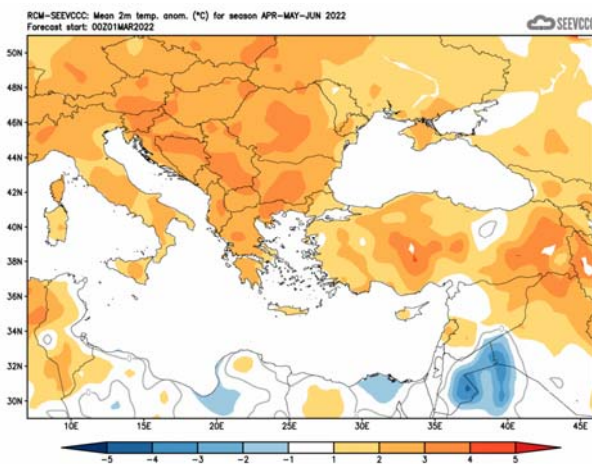 RCM-SEEVCCC: Mean 2m temp. anom. (°C) for season APR-MAY-JUN 2022
Forecast start: 00Z01MAR2022
SEEVCCC
50N
48N
46N
44N
42N
40N
38N
36N
34N
32N
30N
10E 15E 20E 25E 30E 35E 40E 45E
-5 -4 -3 -2 -1 1 2 3 4 5